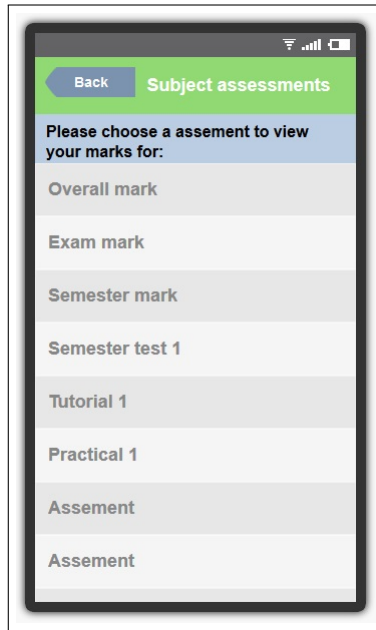 Back
Subject assessments
Please choose a assement to view
your marks for:
Overall mark
Exam mark
Semester mark
Semester test 1
Tutorial 1
Practical 1
Assement
Assement